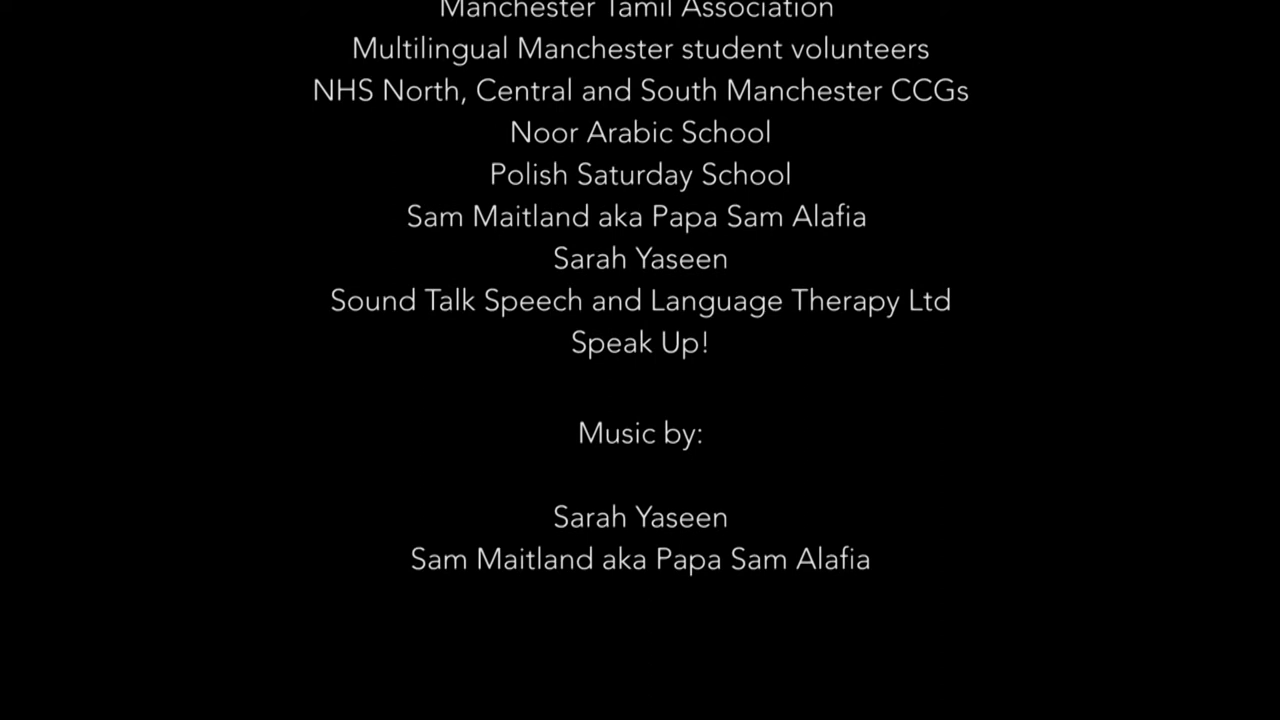 Manchester Tamil Association
Multilingual Manchester student volunteers
NHS North, Central and South Manchester CCGs
Noor Arabic School
Polish Saturday School
Sam Maitland aka Papa Sam Alafia
Sarah Yaseen
Sound Talk Speech and Language Therapy Ltd
Speak Up!
Music by:
Sarah Yaseen
Sam Maitland aka Papa Sam Alafia